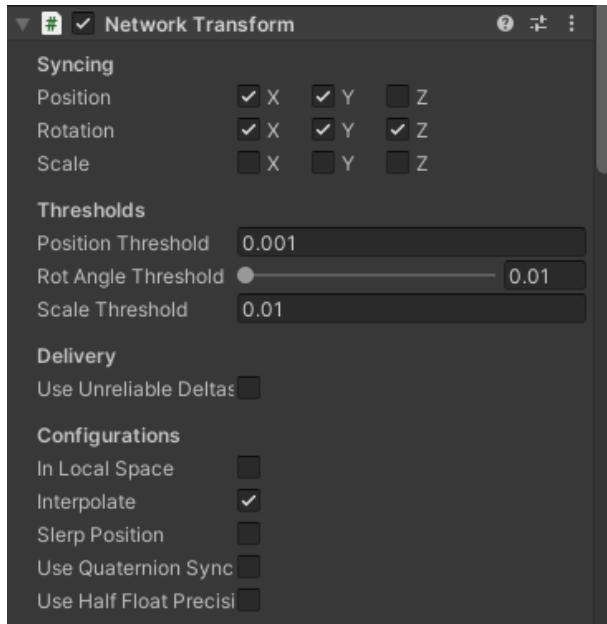 Network Transform
Syncing
Position X Y Z
Rotation X Y Z
Scale X Y Z
Thresholds
Position Threshold 0.001
Rot Angle Threshold 0.01
Scale Threshold 0.01
Delivery
Use Unreliable Deltas
Configurations
In Local Space
Interpolate
Slerp Position
Use Quaternion Sync
Use Half Float Precisi